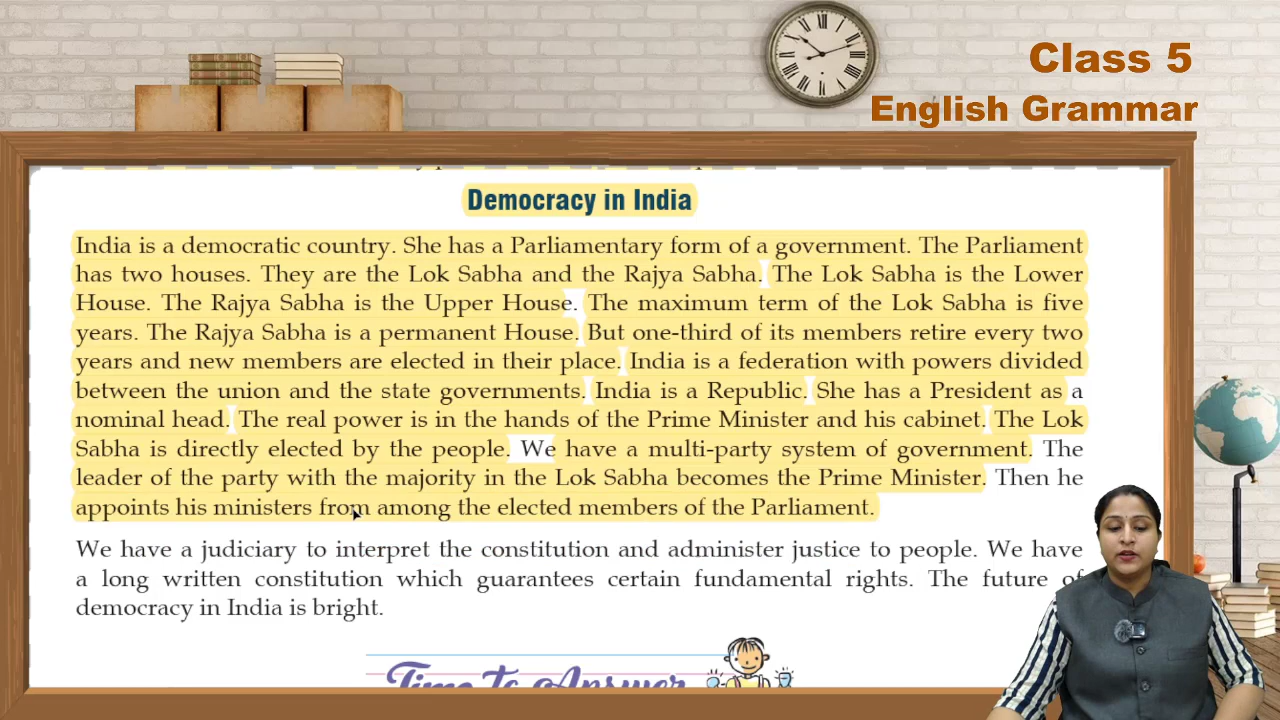 Class 5
English Grammar
Democracy in India
India is a democratic country. She has a Parliamentary form of a government. The Parliament
has two houses. They are the Lok Sabha and the Rajya Sabha. The Lok Sabha is the Lower
House. The Rajya Sabha is the Upper House. The maximum term of the Lok Sabha is five
years. The Rajya Sabha is a permanent House. But one-third of its members retire every two
years and new members are elected in their place. India is a federation with powers divided
between the union and the state governments. India is a Republic. She has a President as a
nominal head. The real power is in the hands of the Prime Minister and his cabinet. The Lok
Sabha is directly elected by the people. We have a multi-party system of government. The
leader of the party with the majority in the Lok Sabha becomes the Prime Minister. Then he
appoints his ministers from among the elected members of the Parliament.
We have a judiciary to interpret the constitution and administer justice to people. We have
a long written constitution which guarantees certain fundamental rights. The future of
democracy in India is bright.
Time to Answer